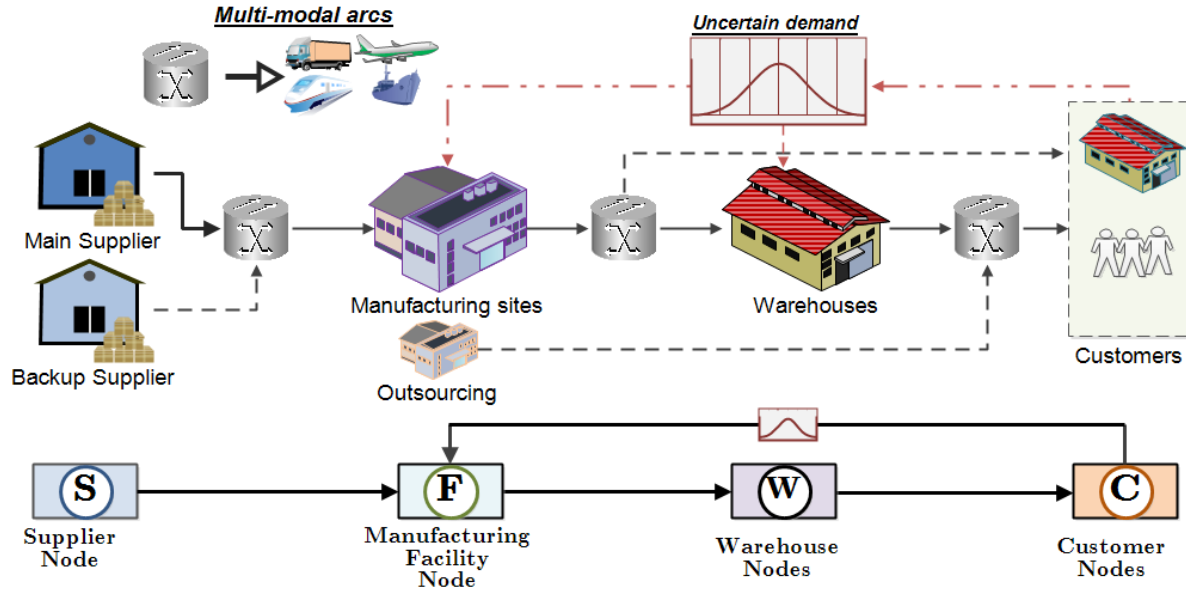 Multi-modal arcs
Uncertain demand
Main Supplier
Manufacturing sites
Warehouses
Backup Supplier
Outsourcing
Customers
S
F
W
C
Supplier
Node
Manufacturing
Facility
Node
Warehouse
Nodes
Customer
Nodes